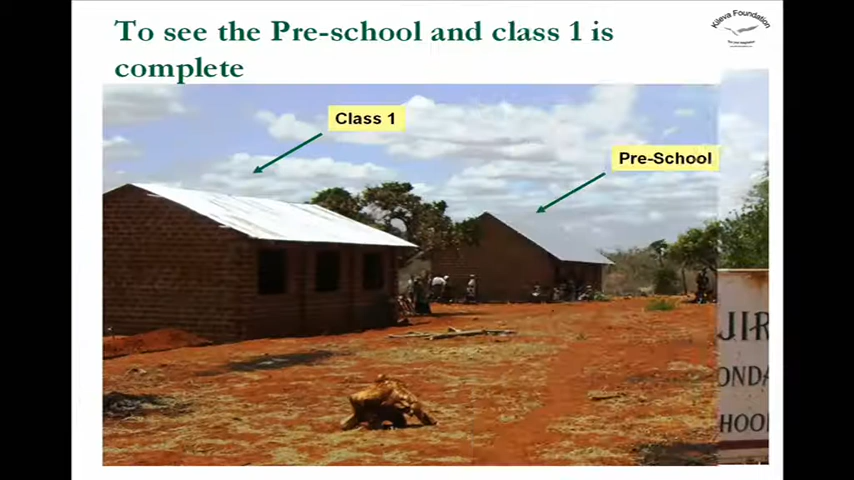 To see the Pre-school and class 1 is
complete
Kileva Foundation
Class 1
Pre-School
JIR
ONDA
HOOL